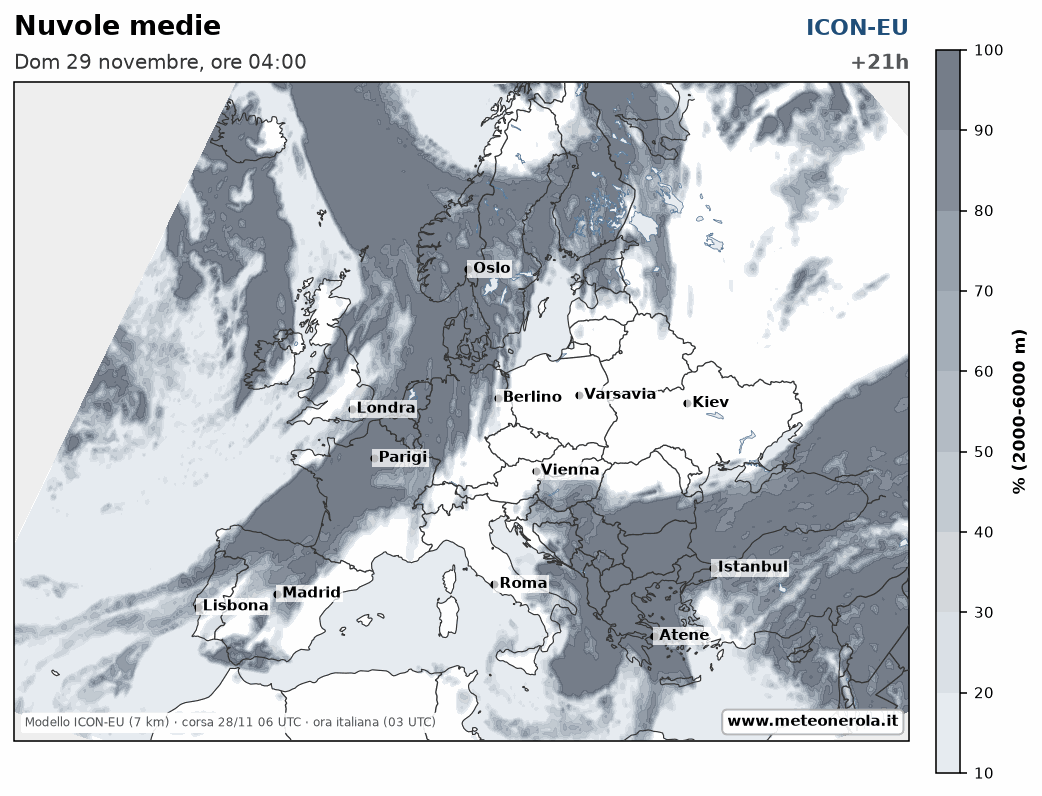 Nuvole medie
ICON-EU
Dom 29 novembre, ore 04:00
+21h
100
90
80
70
60
50
40
30
20
10
% (2000-6000 m)
Oslo
Londra
Berlino
Varsavia
Kiev
Parigi
Vienna
Istanbul
Roma
Madrid
Lisbona
Atene
Modello ICON-EU (7 km) · corsa 28/11 06 UTC · ora italiana (03 UTC)
www.meteonerola.it